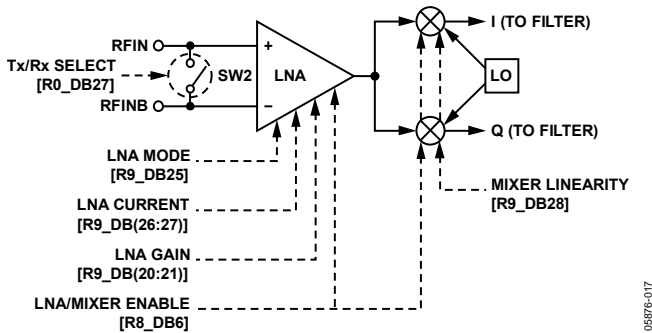 RFIN
I (TO FILTER)
Tx/Rx SELECT
[R0_DB27]
SW2
+
LNA
LO
RFINB
–
Q (TO FILTER)
LNA MODE
[R9_DB25]
MIXER LINEARITY
[R9_DB28]
LNA CURRENT
[R9_DB(26:27)]
LNA GAIN
[R9_DB(20:21)]
LNA/MIXER ENABLE
[R8_DB6]
05876-017